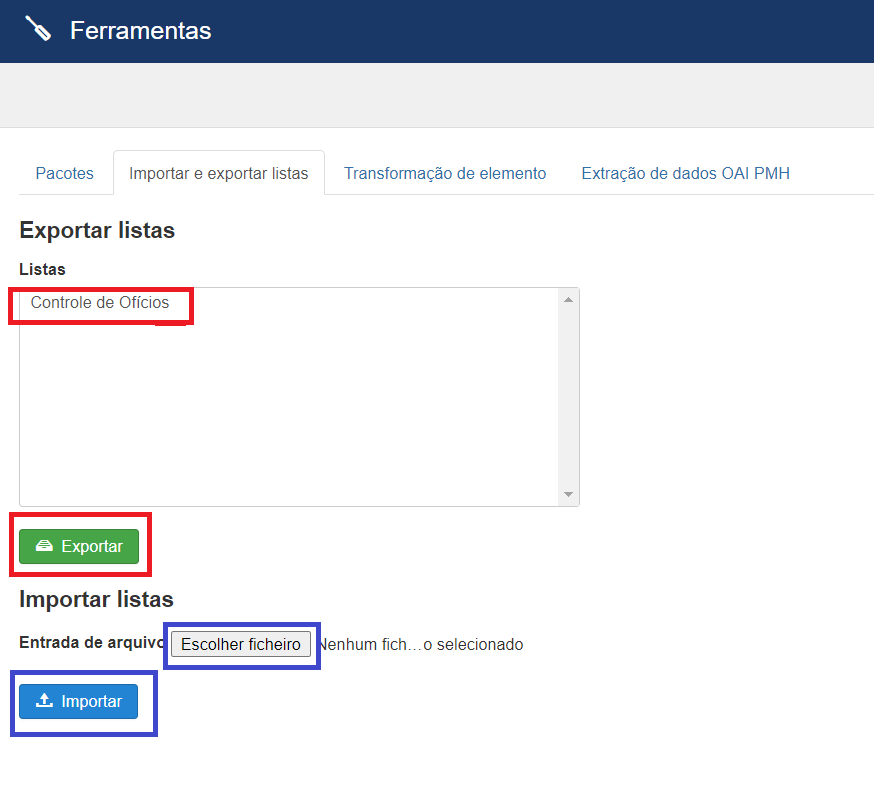 Ferramentas
Pacotes Importar e exportar listas Transformação de elemento Extração de dados OAI PMH
Exportar listas
Listas
Controle de Ofícios
Exportar
Importar listas
Entrada de arquivo Escolher ficheiro Nenhum fich…o selecionado
Importar